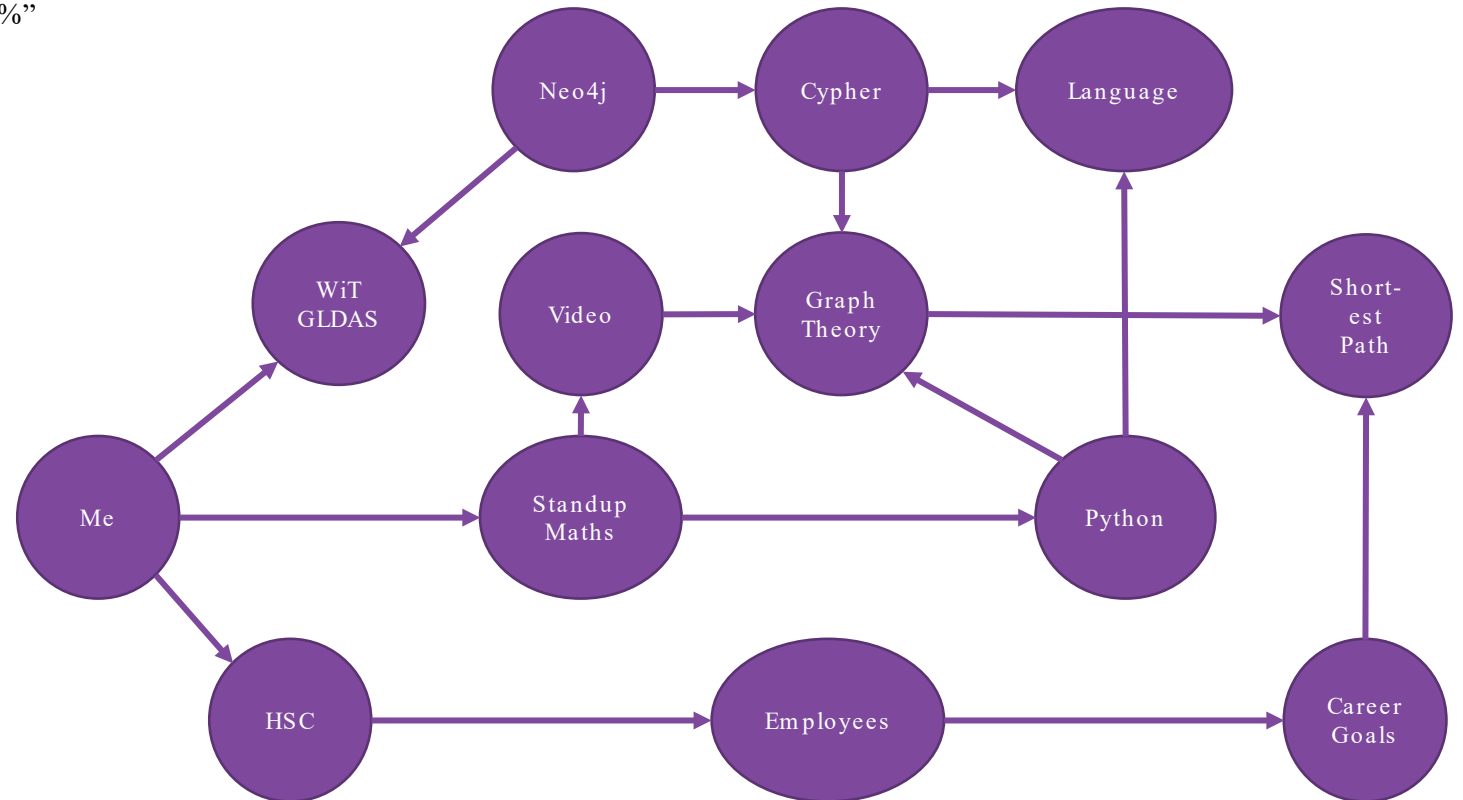 %”
Neo4j
Cypher
Language
WiT
GLDAS
Video
Graph
Theory
Short-
est
Path
Me
Standup
Maths
Python
HSC
Employees
Career
Goals